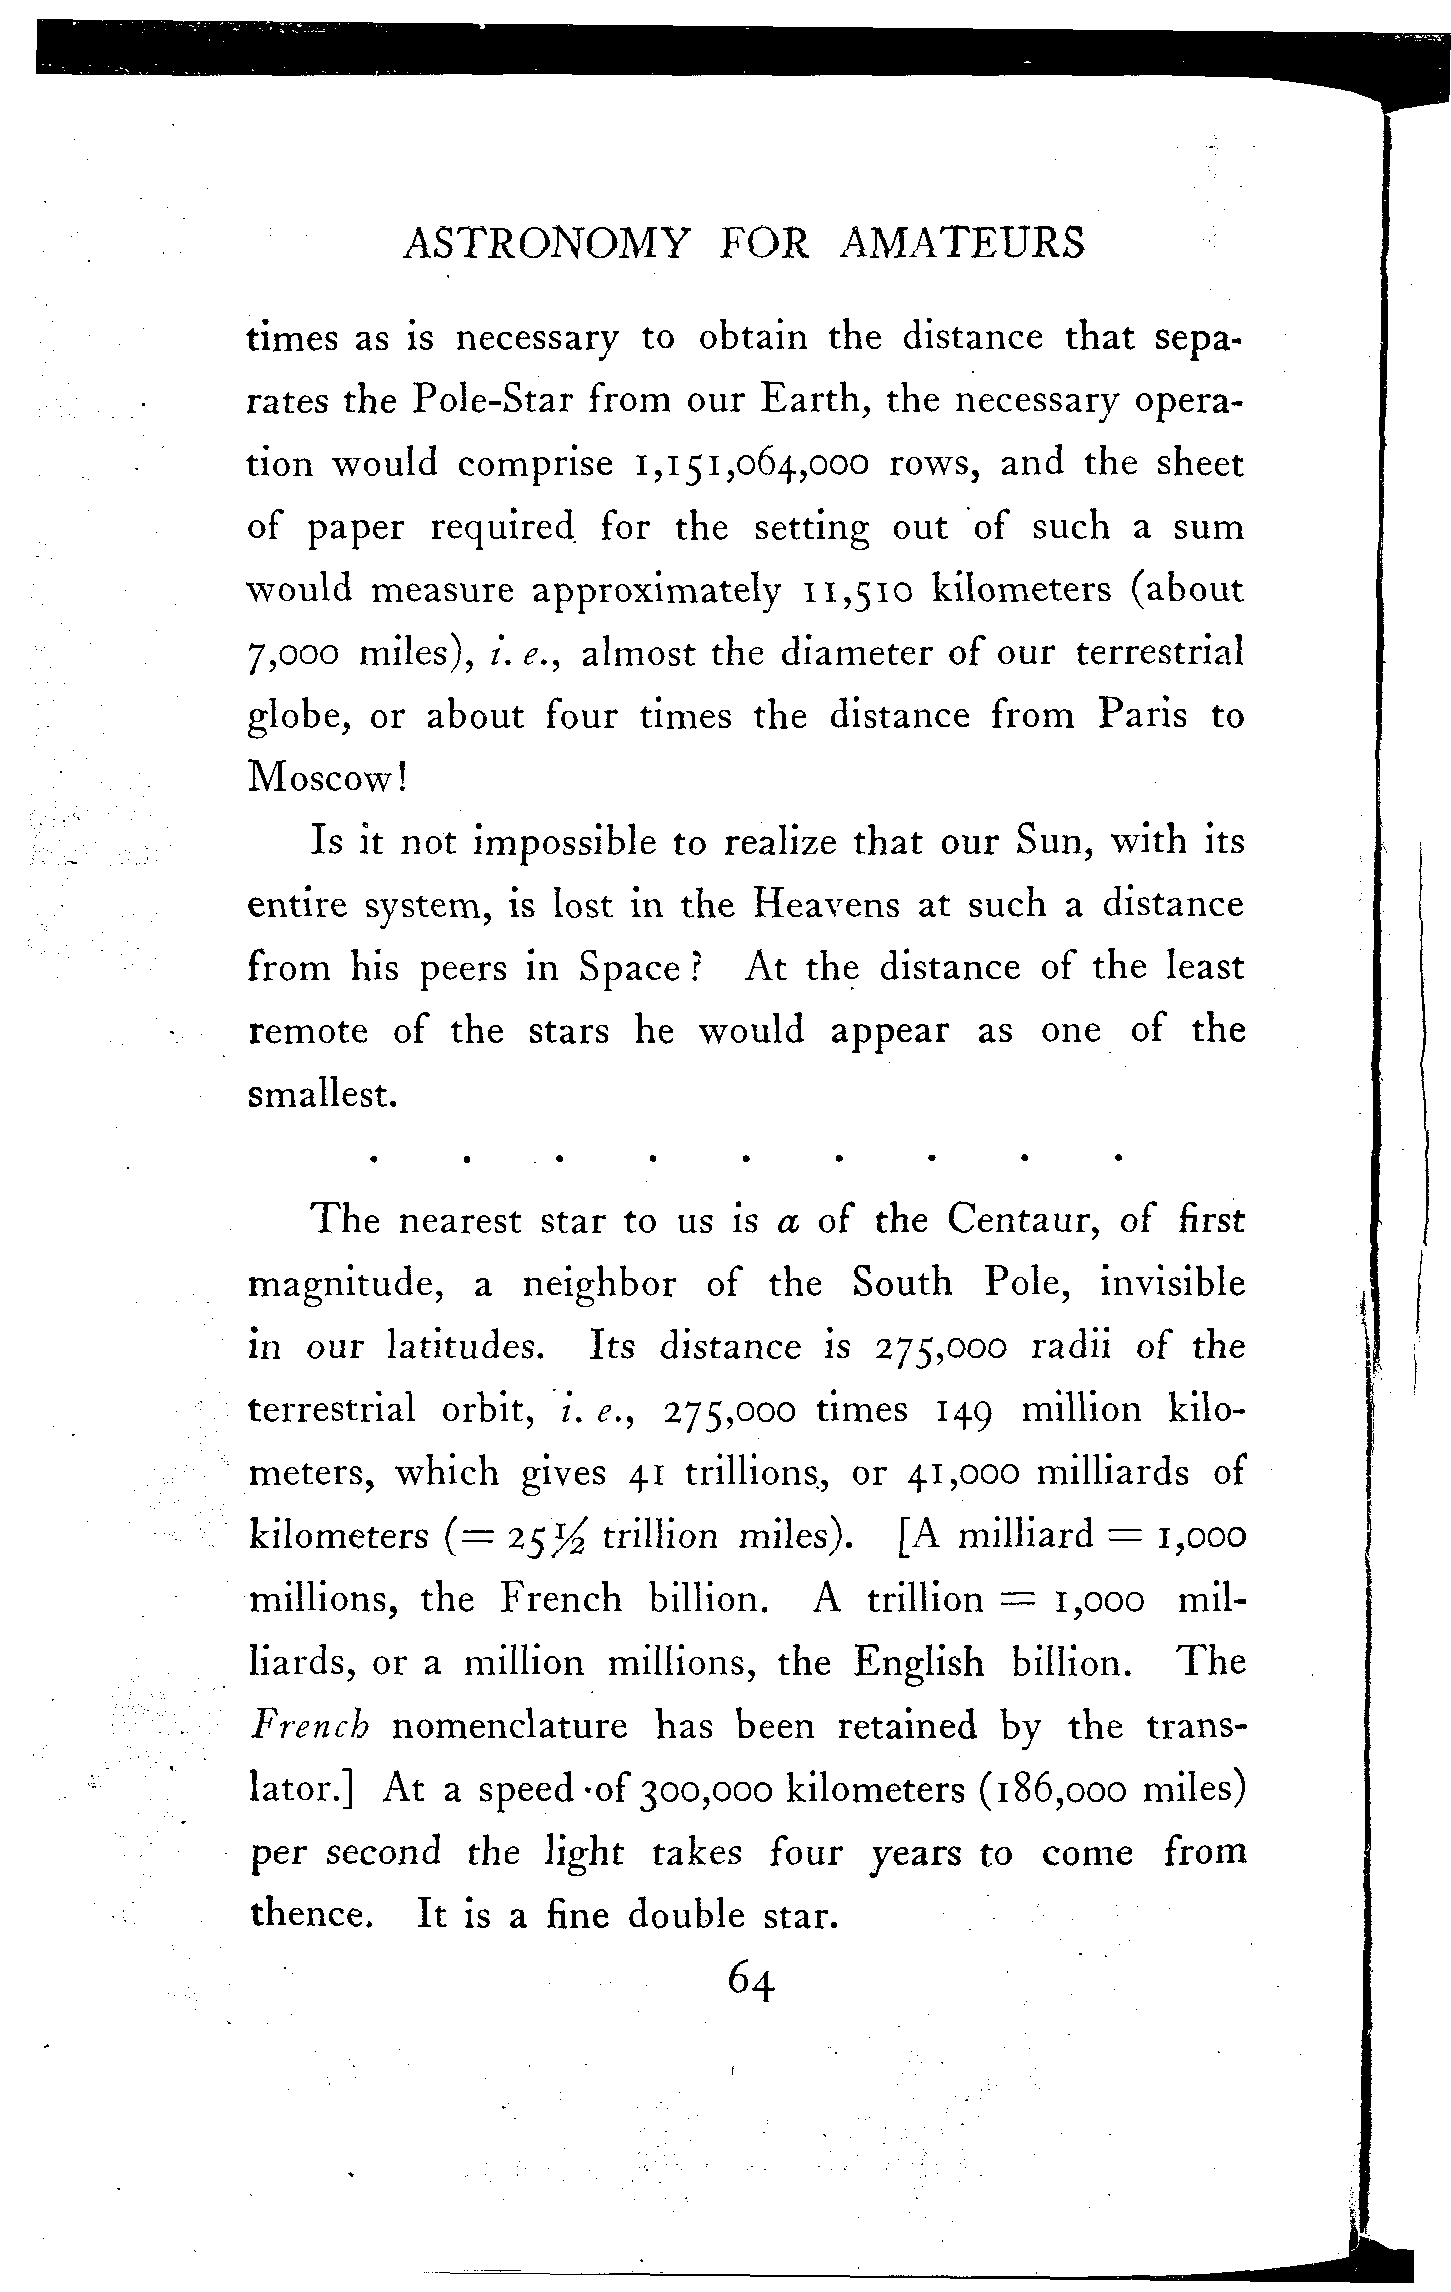 ASTRONOMY FOR AMATEURS
times as is necessary to obtain the distance that sepa-
rates the Pole-Star from our Earth, the necessary opera-
tion would comprise 1,151,064,000 rows, and the sheet
of paper required for the setting out of such a sum
would measure approximately 11,510 kilometers (about
7,000 miles), i. e., almost the diameter of our terrestrial
globe, or about four times the distance from Paris to
Moscow!
Is it not impossible to realize that our Sun, with its
entire system, is lost in the Heavens at such a distance
from his peers in Space? At the distance of the least
remote of the stars he would appear as one of the
smallest.
. . . . . . . . .
The nearest star to us is α of the Centaur, of first
magnitude, a neighbor of the South Pole, invisible
in our latitudes. Its distance is 275,000 radii of the
terrestrial orbit, i. e., 275,000 times 149 million kilo-
meters, which gives 41 trillions, or 41,000 milliards of
kilometers (= 25½ trillion miles). [A milliard = 1,000
millions, the French billion. A trillion = 1,000 mil-
liards, or a million millions, the English billion. The
French nomenclature has been retained by the trans-
lator.] At a speed of 300,000 kilometers (186,000 miles)
per second the light takes four years to come from
thence. It is a fine double star.
64